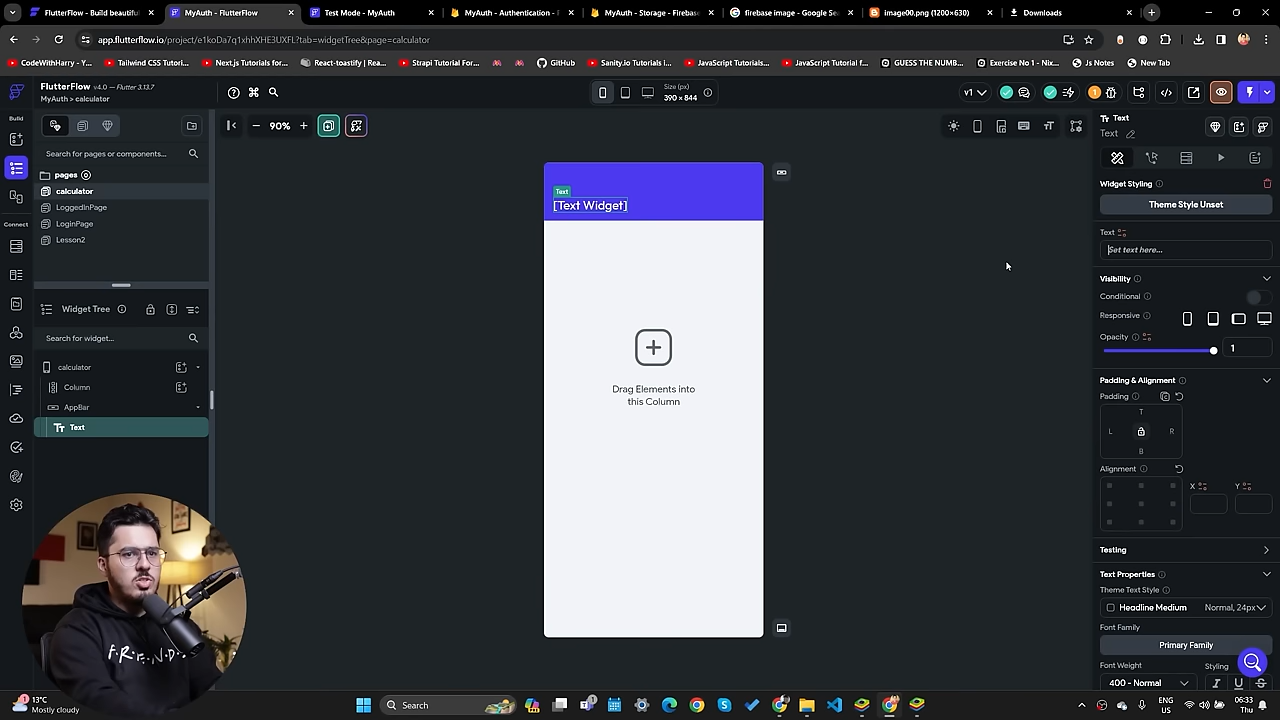 FlutterFlow - Build beautiful
MyAuth - FlutterFlow
Test Mode - MyAuth
MyAuth - Authentication - F
MyAuth - Storage - Firebase
firebase image - Google Sea
image00.png (1200×630)
Downloads
app.flutterflow.io/project/e1koDa7q1xhhXHE3UXFL?tab=widgetTree&page=calculator
CodeWithHarry - Y...
Tailwind CSS Tutori...
Next.js Tutorials for...
React-toastify | Rea...
Strapi Tutorial For...
GitHub
Sanity.io Tutorials I...
JavaScript Tutorials...
JavaScript Tutorial f...
GUESS THE NUMB...
Exercise No 1 - Nix...
Js Notes
New Tab
FlutterFlow v4.0 — Flutter 3.13.7
MyAuth > calculator
Size (px)
390 × 844
v1
1
Build
Connect
90%
Search for pages or components...
pages
calculator
LoggedInPage
LoginPage
Lesson2
Widget Tree
Search for widget...
calculator
Column
AppBar
Text
Text
[Text Widget]
Drag Elements into
this Column
Text
Text
Widget Styling
Theme Style Unset
Text
Set text here...
Visibility
Conditional
Responsive
Opacity
1
Padding & Alignment
Padding
T
L
R
B
Alignment
X
Y
Testing
Text Properties
Theme Text Style
Headline Medium
Normal, 24px
Font Family
Primary Family
Font Weight
Styling
400 - Normal
I
U
S
F·R·I·E·N·D·
13°C
Mostly cloudy
Search
ENG
US
06:33
Thu